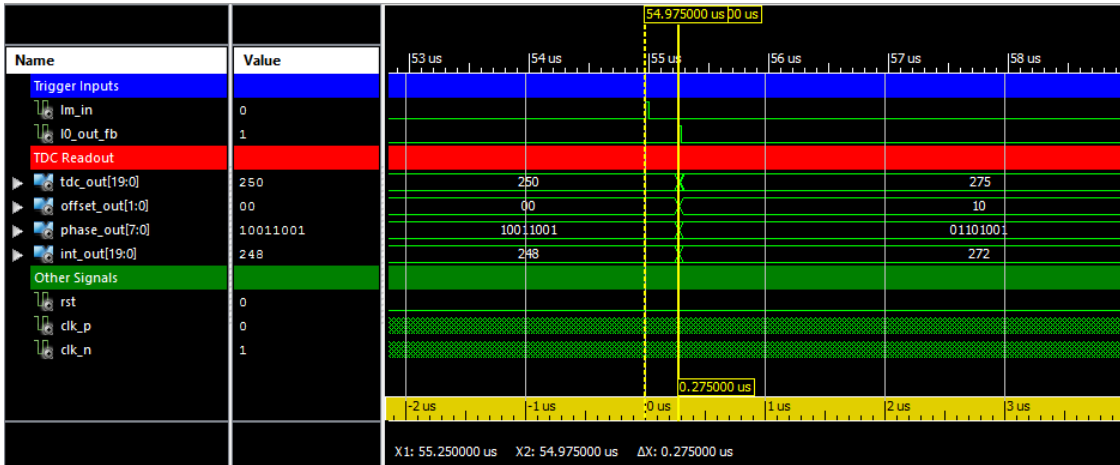 54.975000 us 00 us
Name Value 53 us 54 us 55 us 56 us 57 us 58 us
Trigger Inputs
lm_in 0
l0_out_fb 1
TDC Readout
tdc_out[19:0] 250 250 275
offset_out[1:0] 00 00 10
phase_out[7:0] 10011001 10011001 01101001
int_out[19:0] 248 248 272
Other Signals
rst 0
clk_p 0
clk_n 1
0.275000 us
-2 us -1 us 0 us 1 us 2 us 3 us
X1: 55.250000 us X2: 54.975000 us ΔX: 0.275000 us